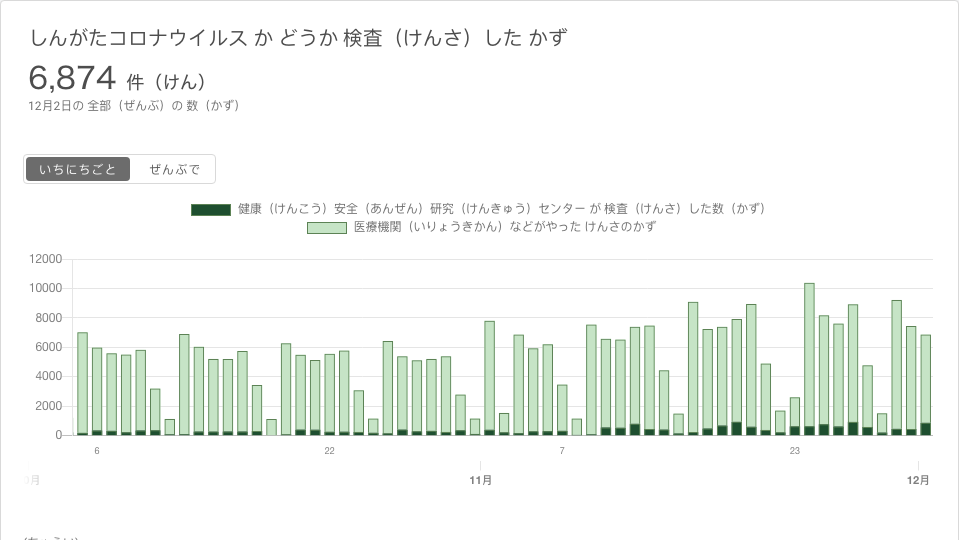 しんがたコロナウイルス か どうか 検査（けんさ）した かず
6,874 件（けん）
12月2日の 全部（ぜんぶ）の 数（かず）
いちにちごと ぜんぶで
健康（けんこう）安全（あんぜん）研究（けんきゅう）センター が 検査（けんさ）した数（かず）
医療機関（いりょうきかん）などがやった けんさのかず
12000
10000
8000
6000
4000
2000
0
6 22 7 23
月 11月 12月